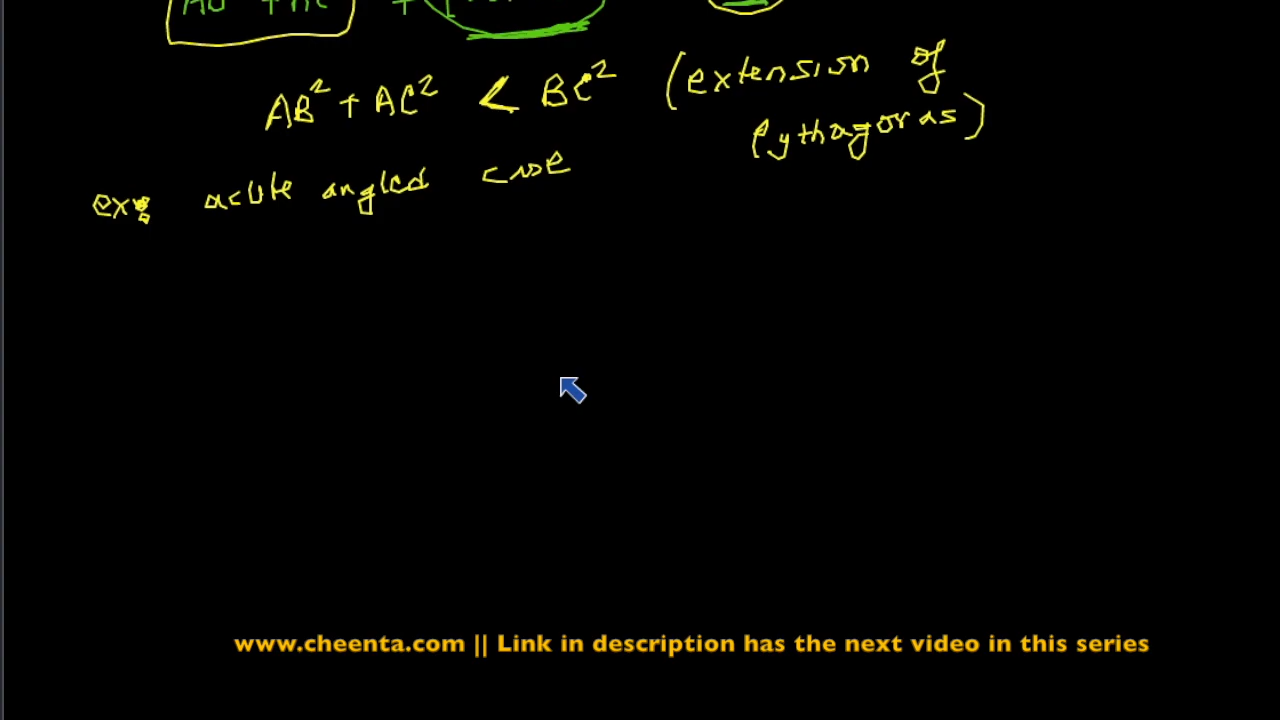 AB² + AC² < BC² (extension of
Pythagoras)
ex: acute angled case
www.cheenta.com || Link in description has the next video in this series